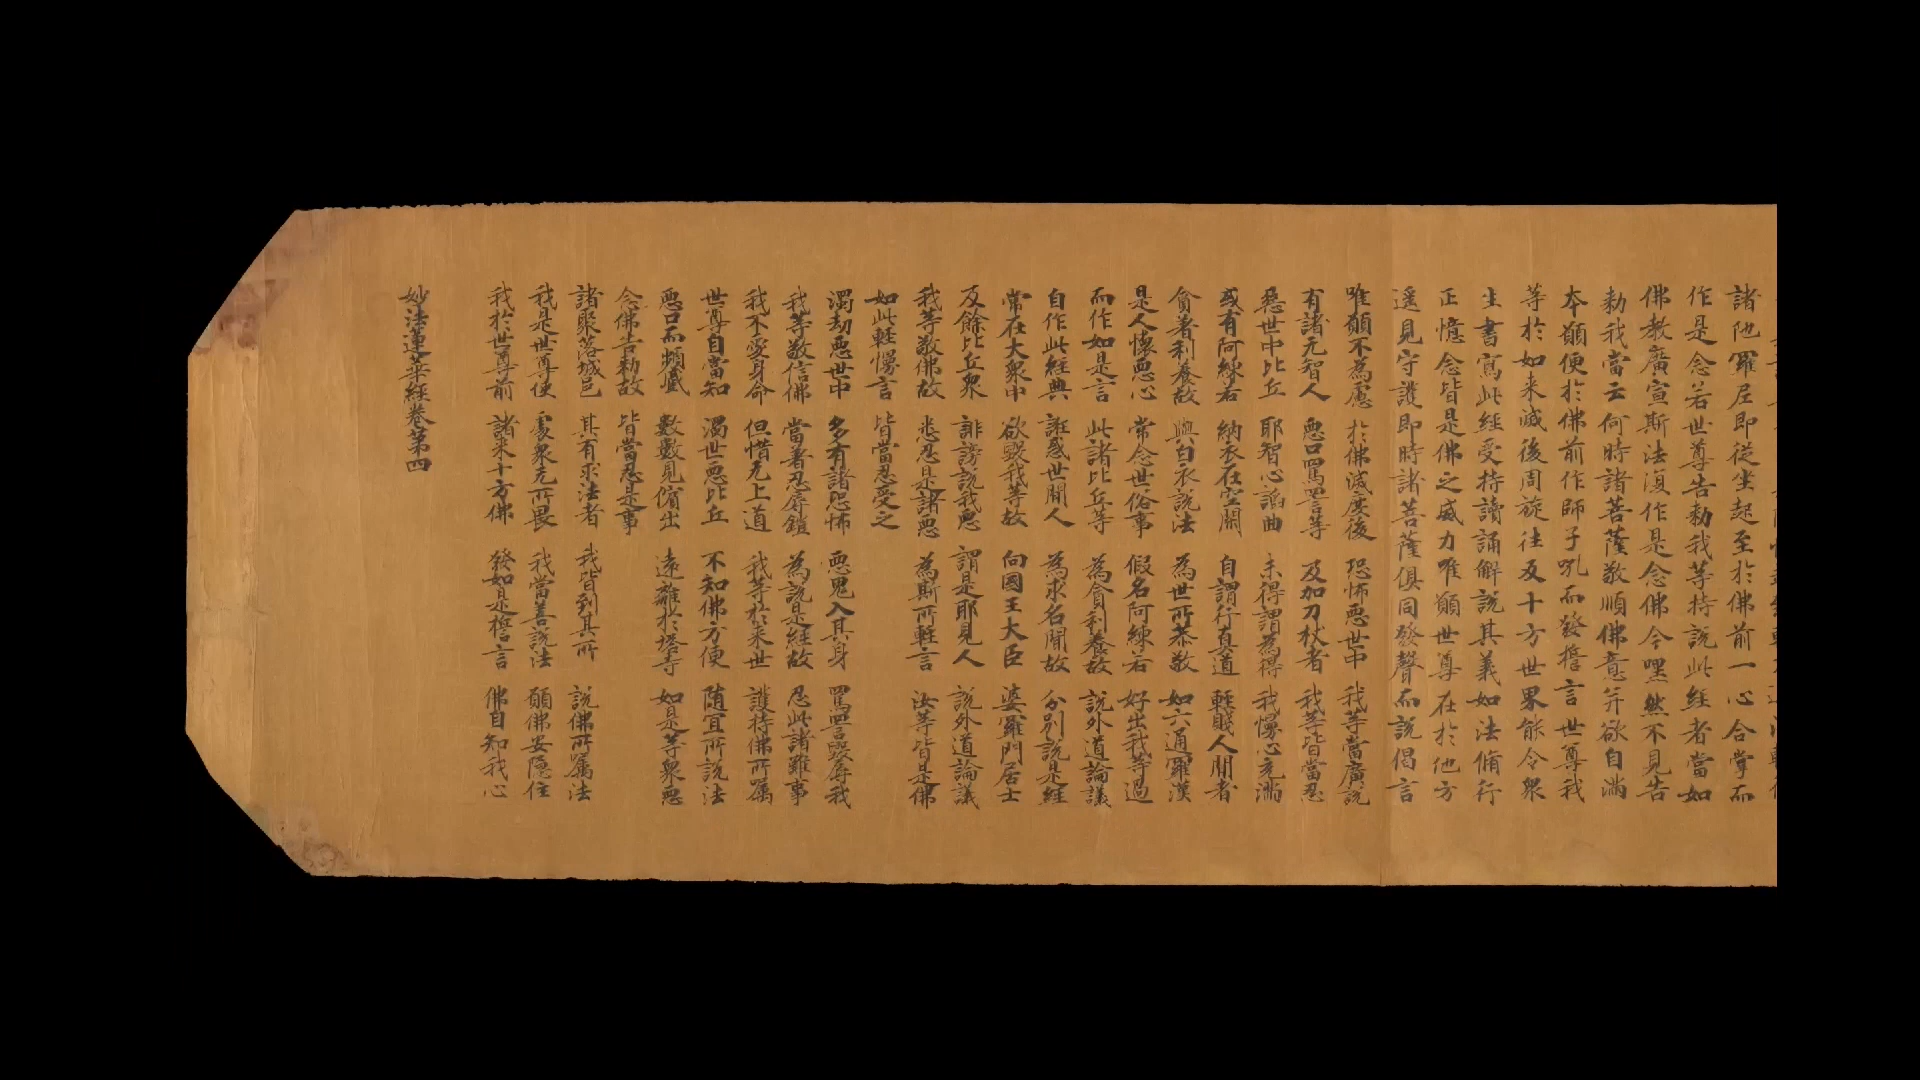 諸陁羅尼即從坐起至於佛前一心合掌而
作是念若世尊告勅我等持說此經者當如
佛教廣宣斯法復作是念佛今嘿然不見告
勅我當云何時諸菩薩敬順佛意并欲自滿
本願便於佛前作師子吼而發誓言世尊我
等於如来滅後周旋往反十方世界能令衆
生書寫此經受持讀誦解說其義如法脩行
正憶念皆是佛之威力唯願世尊在於他方
遥見守護即時諸菩薩俱同發聲而說偈言
唯願不為慮 於佛滅度後 恐怖惡世中 我等當廣說
有諸无智人 惡口罵詈等 及加刀杖者 我等皆當忍
惡世中比丘 耶智心諂曲 未得謂為得 我慢心充滿
或有阿練若 納衣在空閑 自謂行真道 輕賤人間者
貪著利養故 與白衣說法 為世所恭敬 如六通羅漢
是人懷惡心 常念世俗事 假名阿練若 好出我等過
而作如是言 此諸比丘等 為貪利養故 說外道論議
自作此經典 誑惑世間人 為求名聞故 分別說是經
常在大衆中 欲毀我等故 向國王大臣 婆羅門居士
及餘比丘衆 誹謗說我惡 謂是耶見人 說外道論議
我等敬佛故 悉忍是諸惡 為斯所輕言 汝等皆是佛
如此輕慢言 皆當忍受之
濁劫惡世中 多有諸恐怖 惡鬼入其身 罵詈毀辱我
我等敬信佛 當著忍辱鎧 為說是經故 忍此諸難事
我不愛身命 但惜无上道 我等於来世 護持佛所囑
世尊自當知 濁世惡比丘 不知佛方便 随宜所說法
惡口而頻蹙 數數見擯出 遠離於塔寺 如是等衆惡
念佛告勅故 皆當忍是事
諸聚落城邑 其有求法者 我皆到其所 說佛所囑法
我是世尊使 處衆无所畏 我當善說法 願佛安隱住
我於世尊前 諸来十方佛 發如是誓言 佛自知我心
妙法蓮華經卷第四